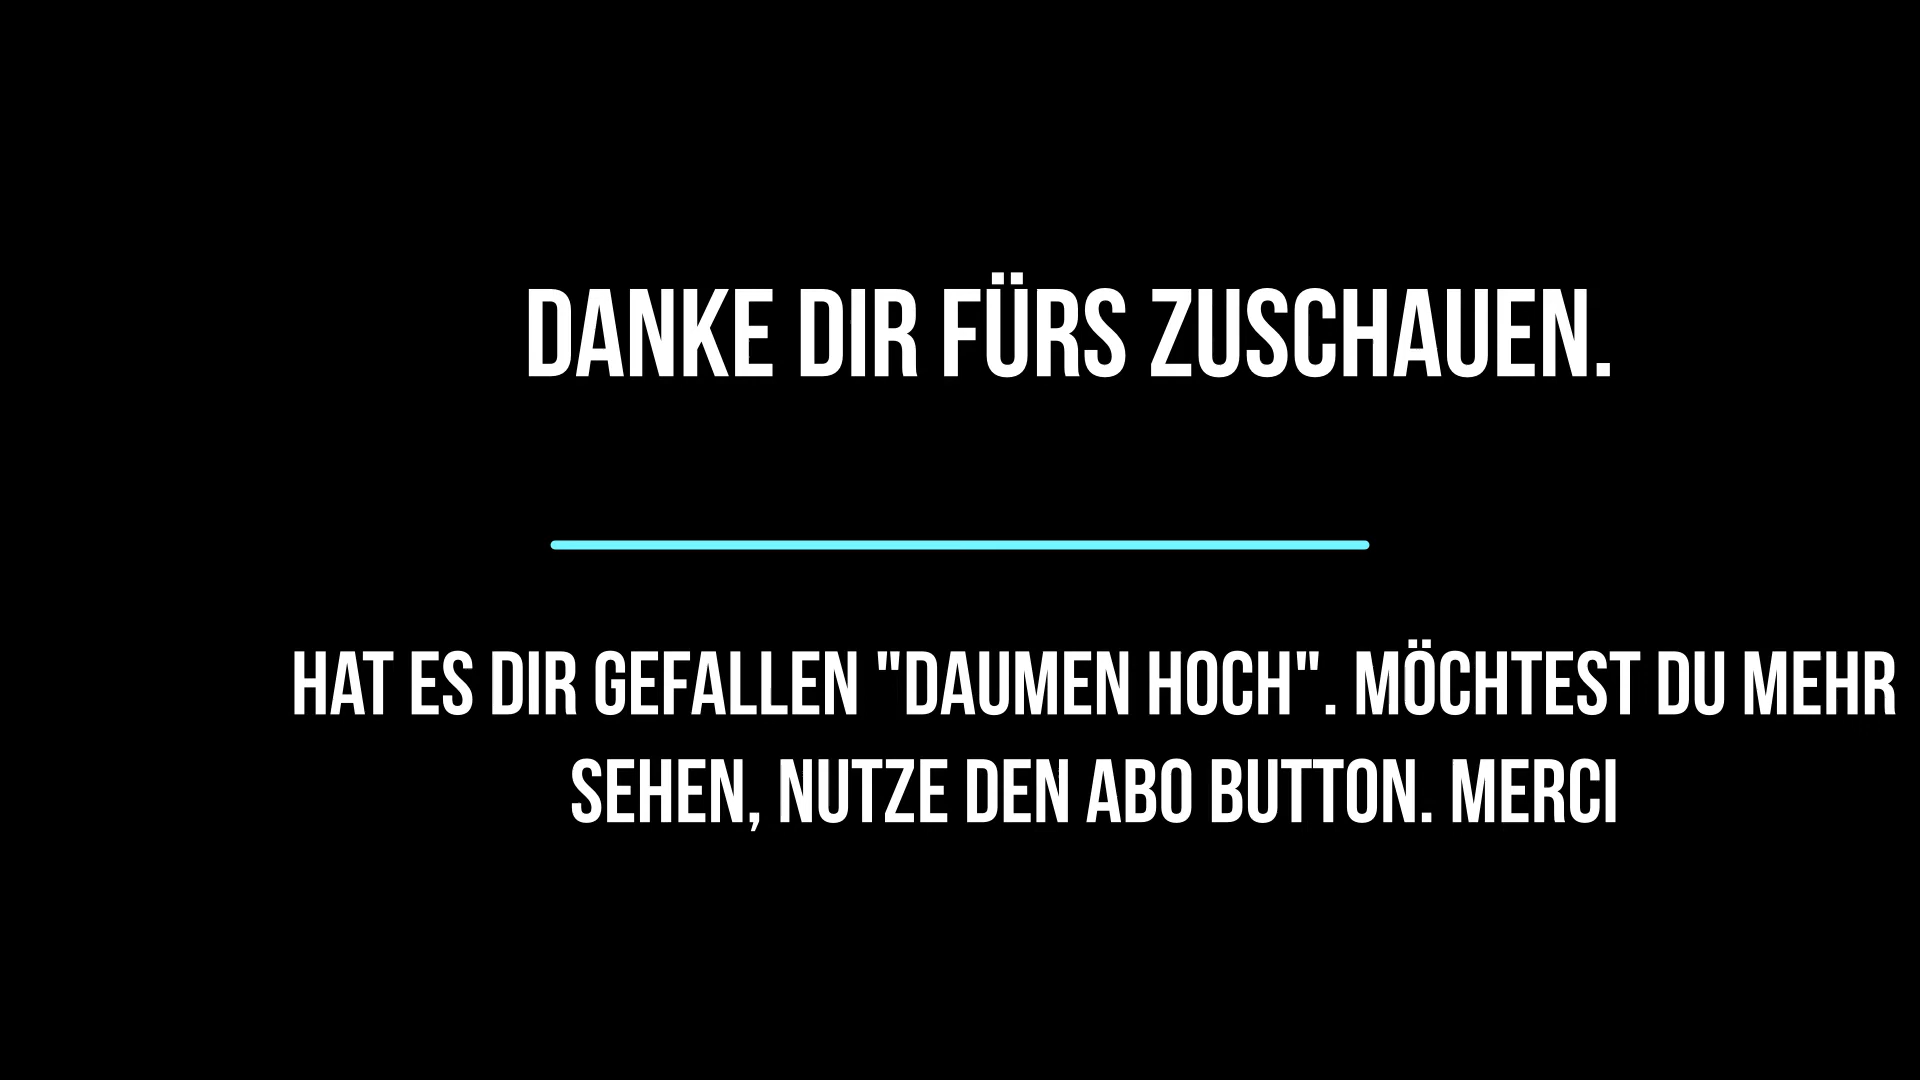 DANKE DIR FÜRS ZUSCHAUEN.
HAT ES DIR GEFALLEN "DAUMEN HOCH". MÖCHTEST DU MEHR
SEHEN, NUTZE DEN ABO BUTTON. MERCI